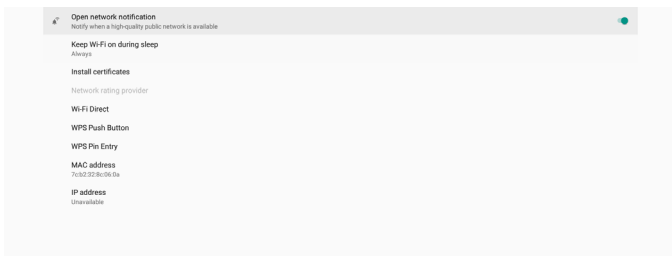 Open network notification
Notify when a high-quality public network is available
Keep Wi-Fi on during sleep
Always
Install certificates
Network rating provider
Wi-Fi Direct
WPS Push Button
WPS Pin Entry
MAC address
7c:b2:32:8c:06:0a
IP address
Unavailable